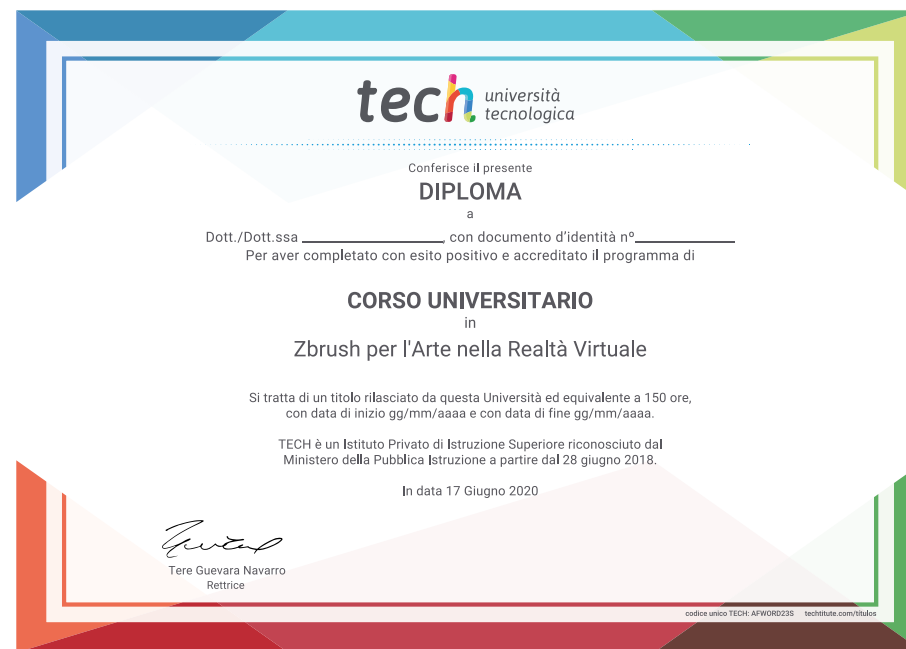 tech università
tecnologica
Conferisce il presente
DIPLOMA
a
Dott./Dott.ssa ____________________, con documento d'identità nº______________
Per aver completato con esito positivo e accreditato il programma di
CORSO UNIVERSITARIO
in
Zbrush per l'Arte nella Realtà Virtuale
Si tratta di un titolo rilasciato da questa Università ed equivalente a 150 ore,
con data di inizio gg/mm/aaaa e con data di fine gg/mm/aaaa.
TECH è un Istituto Privato di Istruzione Superiore riconosciuto dal
Ministero della Pubblica Istruzione a partire dal 28 giugno 2018.
In data 17 Giugno 2020
Tere Guevara Navarro
Rettrice
codice unico TECH: AFWORD23S techtitute.com/titulos